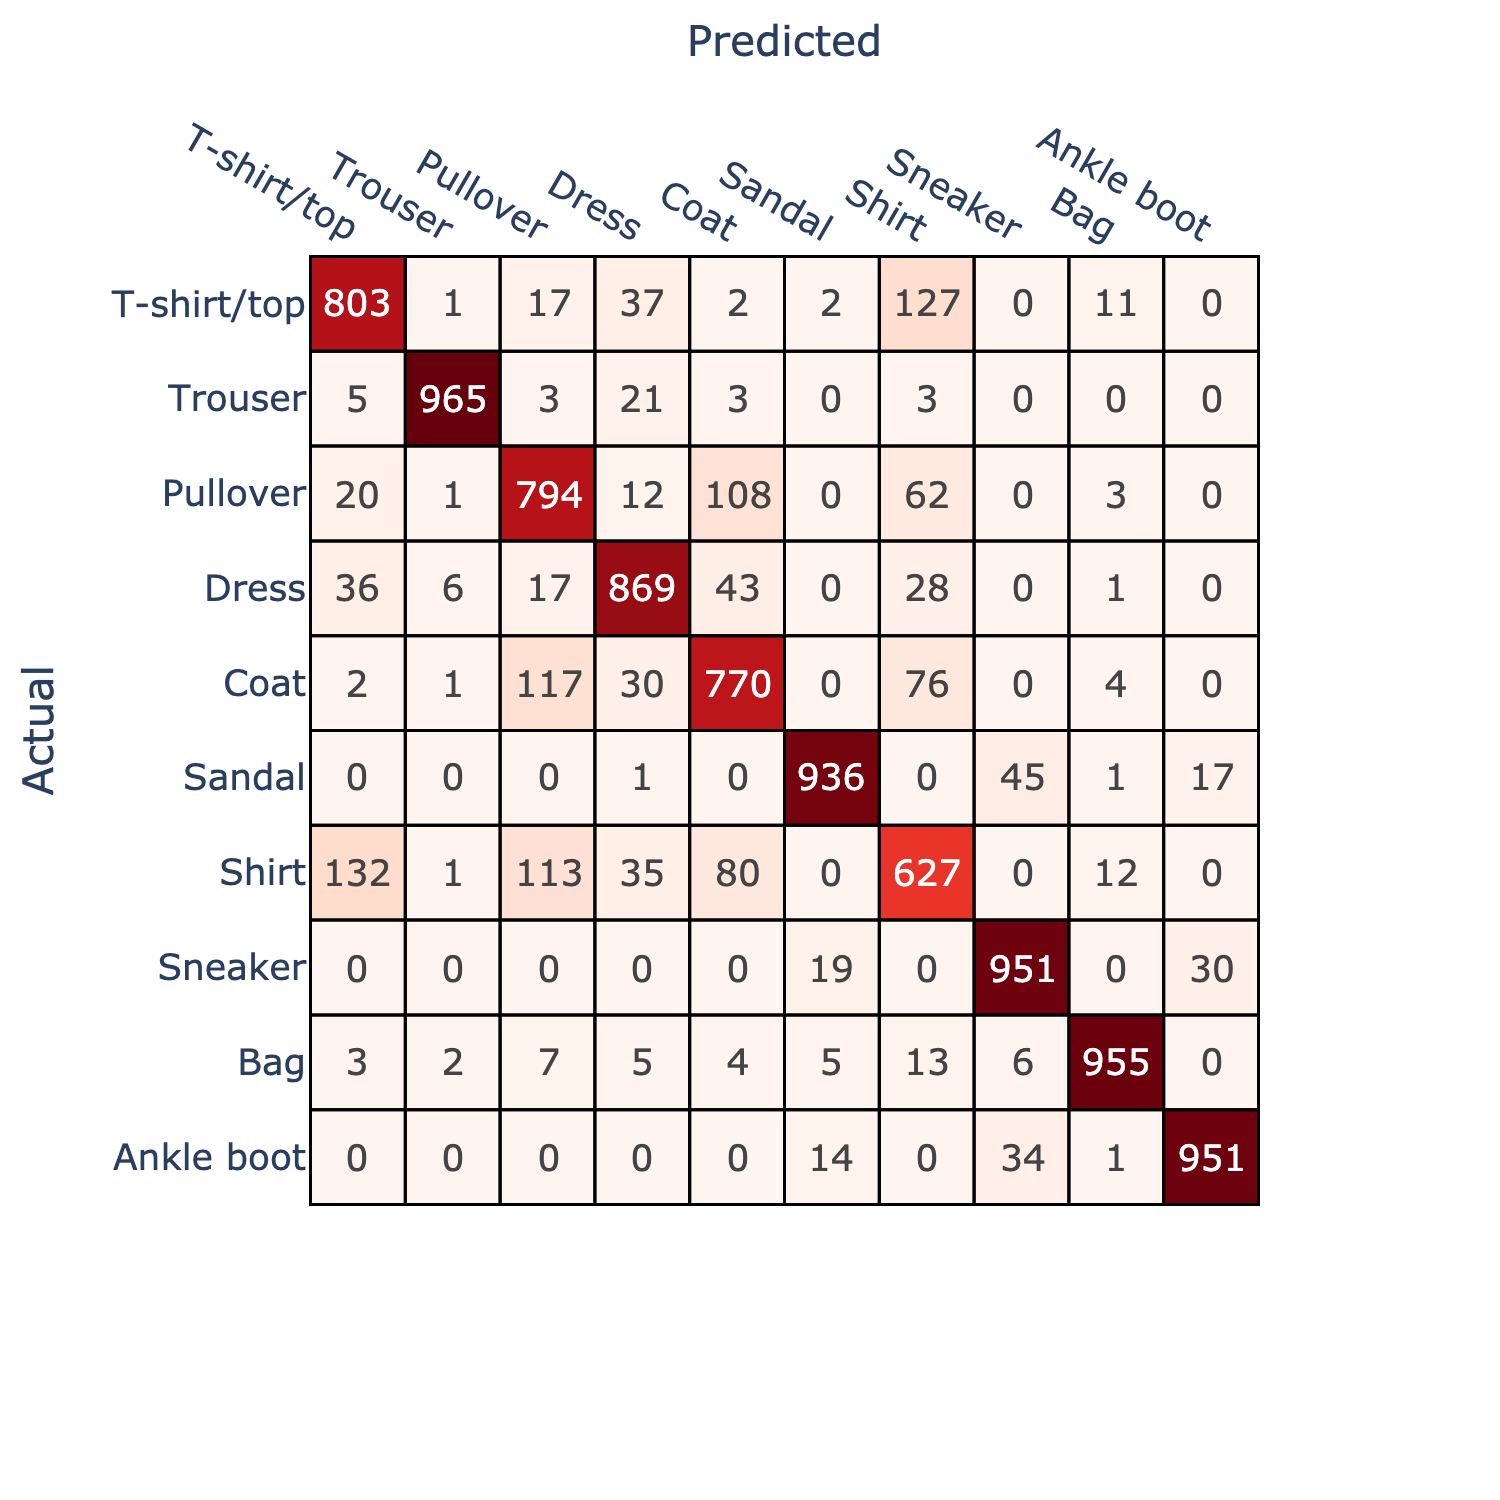 Predicted
T-shirt/top Trouser Pullover Dress Coat Sandal Shirt Sneaker Bag Ankle boot
Actual
T-shirt/top 803 1 17 37 2 2 127 0 11 0
Trouser 5 965 3 21 3 0 3 0 0 0
Pullover 20 1 794 12 108 0 62 0 3 0
Dress 36 6 17 869 43 0 28 0 1 0
Coat 2 1 117 30 770 0 76 0 4 0
Sandal 0 0 0 1 0 936 0 45 1 17
Shirt 132 1 113 35 80 0 627 0 12 0
Sneaker 0 0 0 0 0 19 0 951 0 30
Bag 3 2 7 5 4 5 13 6 955 0
Ankle boot 0 0 0 0 0 14 0 34 1 951